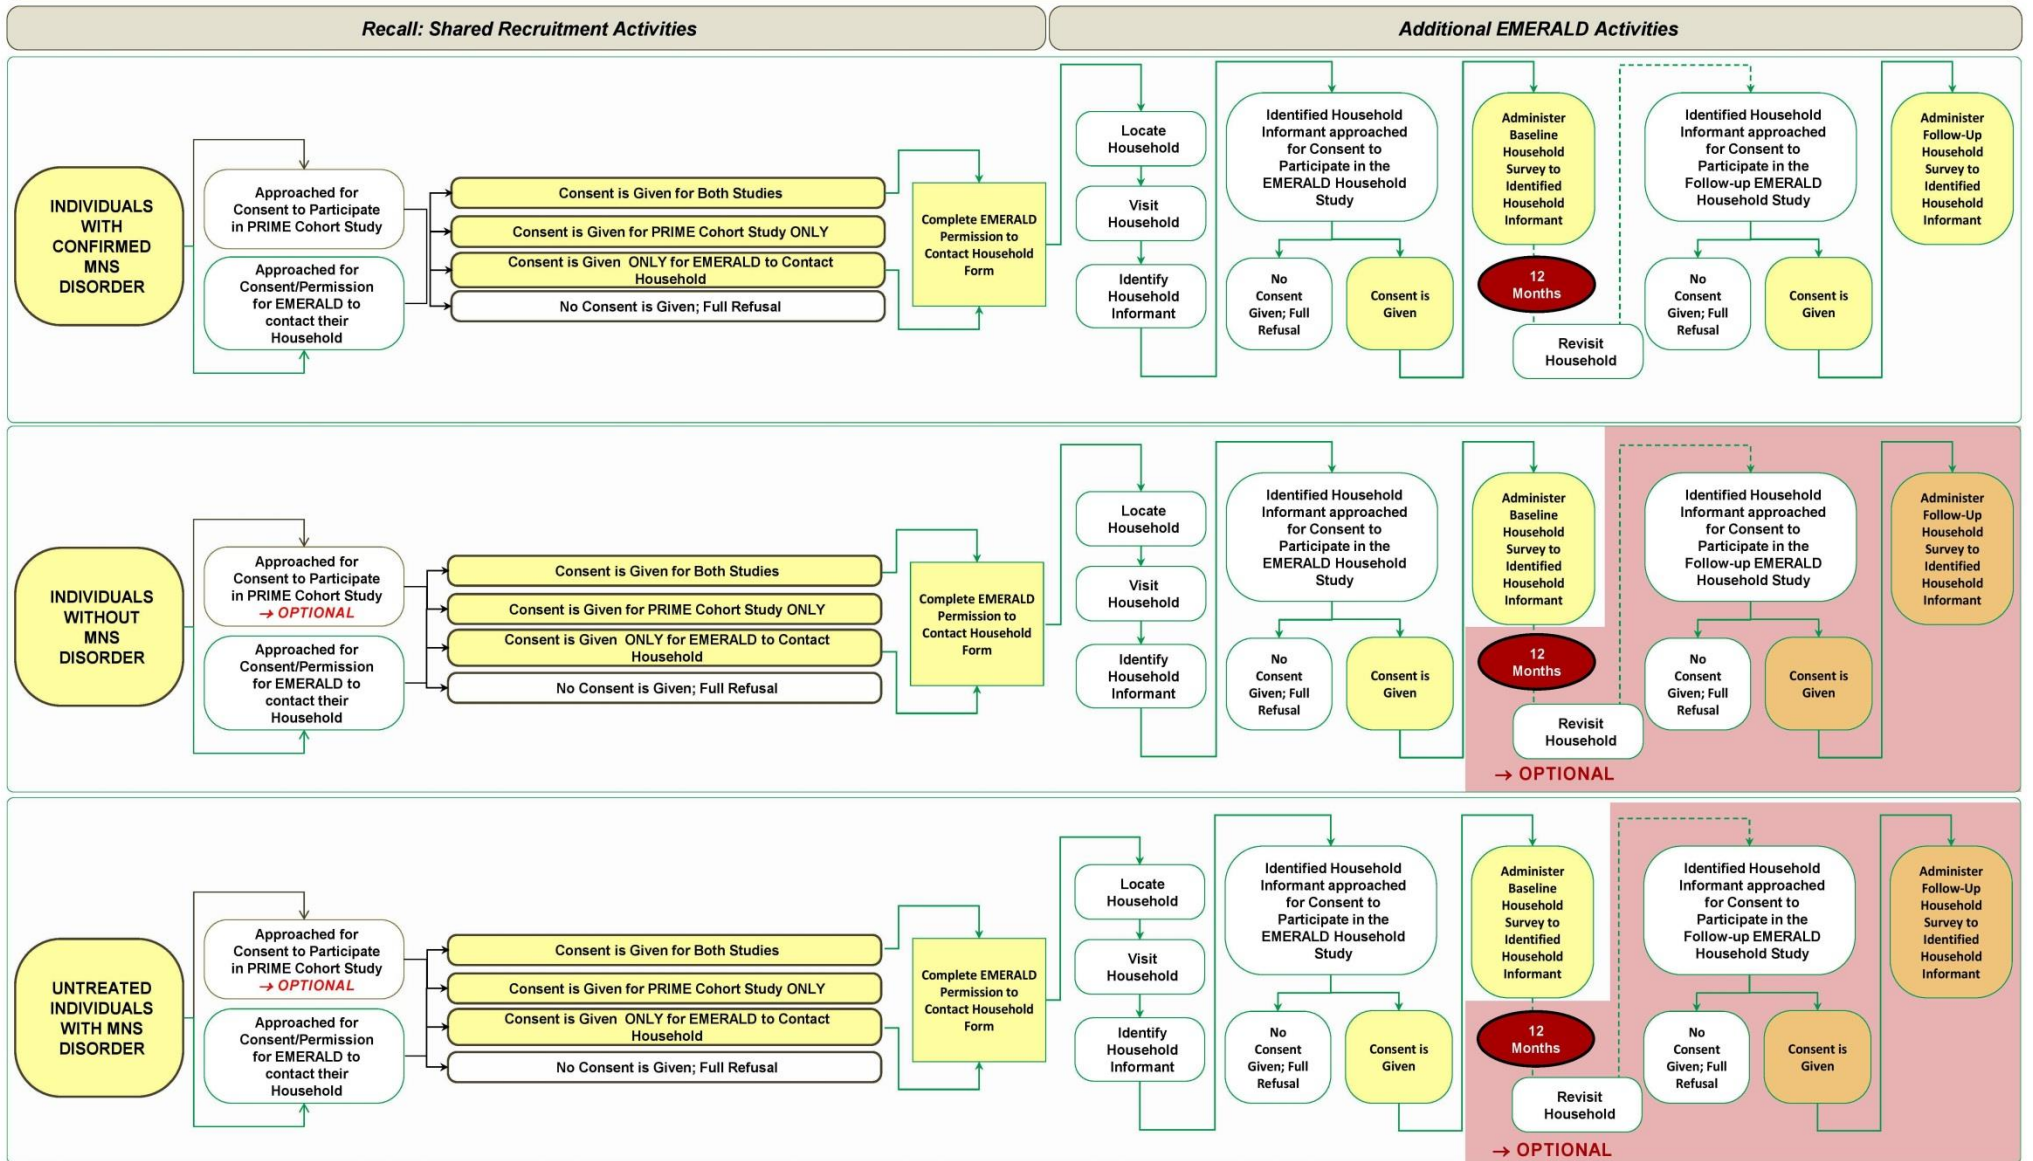 Recall: Shared Recruitment Activities
Additional EMERALD Activities
INDIVIDUALS
WITH
CONFIRMED
MNS
DISORDER
Approached for
Consent to Participate
in PRIME Cohort Study
Approached for
Consent/Permission
for EMERALD to
contact their
Household
Consent is Given for Both Studies
Consent is Given for PRIME Cohort Study ONLY
Consent is Given ONLY for EMERALD to Contact
Household
No Consent is Given; Full Refusal
Complete EMERALD
Permission to
Contact Household
Form
Locate
Household
Visit
Household
Identify
Household
Informant
Identified Household
Informant approached
for Consent to
Participate in the
EMERALD Household
Study
No
Consent
Given; Full
Refusal
Consent is
Given
Administer
Baseline
Household
Survey to
Identified
Household
Informant
12
Months
Revisit
Household
Identified Household
Informant approached
for Consent to
Participate in the
Follow-up EMERALD
Household Study
No
Consent
Given; Full
Refusal
Consent is
Given
Administer
Follow-Up
Household
Survey to
Identified
Household
Informant
INDIVIDUALS
WITHOUT
MNS
DISORDER
Approached for
Consent to Participate
in PRIME Cohort Study
→ OPTIONAL
Approached for
Consent/Permission
for EMERALD to
contact their
Household
Consent is Given for Both Studies
Consent is Given for PRIME Cohort Study ONLY
Consent is Given ONLY for EMERALD to Contact
Household
No Consent is Given; Full Refusal
Complete EMERALD
Permission to
Contact Household
Form
Locate
Household
Visit
Household
Identify
Household
Informant
Identified Household
Informant approached
for Consent to
Participate in the
EMERALD Household
Study
No
Consent
Given; Full
Refusal
Consent is
Given
Administer
Baseline
Household
Survey to
Identified
Household
Informant
12
Months
Revisit
Household
→ OPTIONAL
Identified Household
Informant approached
for Consent to
Participate in the
Follow-up EMERALD
Household Study
No
Consent
Given; Full
Refusal
Consent is
Given
Administer
Follow-Up
Household
Survey to
Identified
Household
Informant
UNTREATED
INDIVIDUALS
WITH MNS
DISORDER
Approached for
Consent to Participate
in PRIME Cohort Study
→ OPTIONAL
Approached for
Consent/Permission
for EMERALD to
contact their
Household
Consent is Given for Both Studies
Consent is Given for PRIME Cohort Study ONLY
Consent is Given ONLY for EMERALD to Contact
Household
No Consent is Given; Full Refusal
Complete EMERALD
Permission to
Contact Household
Form
Locate
Household
Visit
Household
Identify
Household
Informant
Identified Household
Informant approached
for Consent to
Participate in the
EMERALD Household
Study
No
Consent
Given; Full
Refusal
Consent is
Given
Administer
Baseline
Household
Survey to
Identified
Household
Informant
12
Months
Revisit
Household
→ OPTIONAL
Identified Household
Informant approached
for Consent to
Participate in the
Follow-up EMERALD
Household Study
No
Consent
Given; Full
Refusal
Consent is
Given
Administer
Follow-Up
Household
Survey to
Identified
Household
Informant